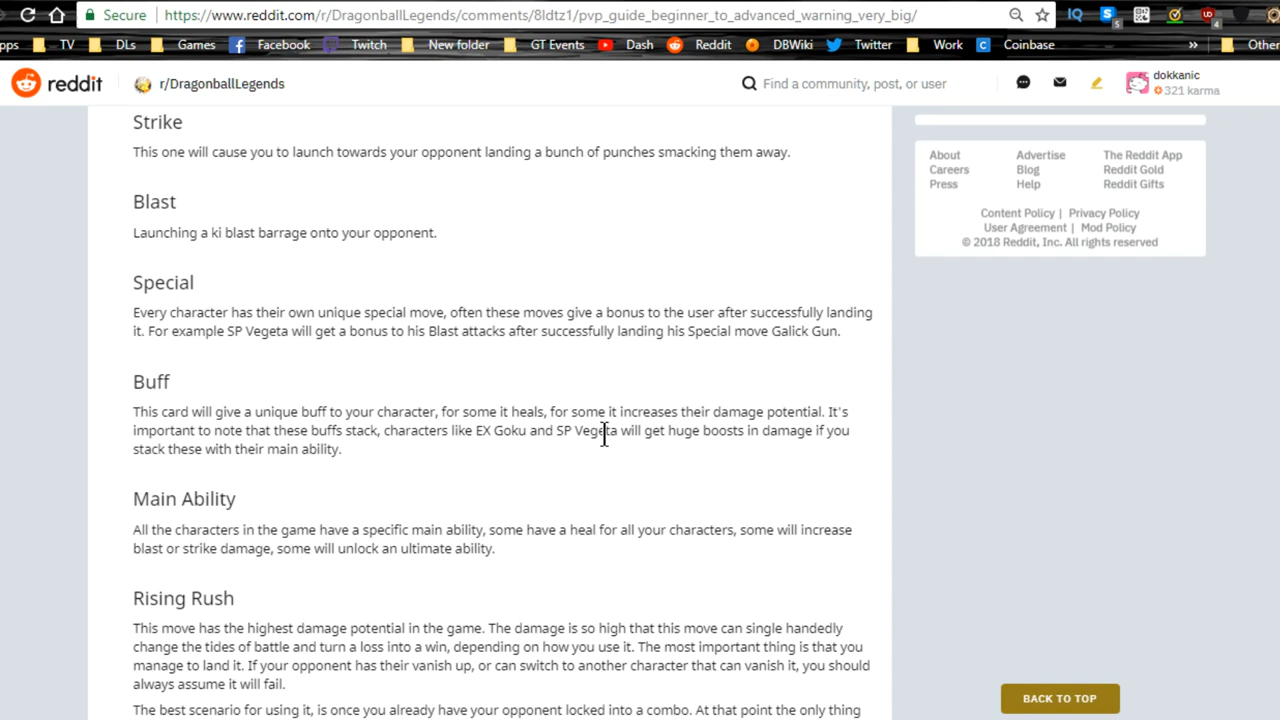 Secure https://www.reddit.com/r/DragonballLegends/comments/8ldtz1/pvp_guide_beginner_to_advanced_warning_very_big/ IQ S 5 UD 4
pps TV DLs Games Facebook Twitch New folder GT Events Dash Reddit DBWiki Twitter Work C Coinbase » Other
reddit r/DragonballLegends Find a community, post, or user dokkanic
321 karma
Strike
This one will cause you to launch towards your opponent landing a bunch of punches smacking them away.
Blast
Launching a ki blast barrage onto your opponent.
Special
Every character has their own unique special move, often these moves give a bonus to the user after successfully landing
it. For example SP Vegeta will get a bonus to his Blast attacks after successfully landing his Special move Galick Gun.
Buff
This card will give a unique buff to your character, for some it heals, for some it increases their damage potential. It's
important to note that these buffs stack, characters like EX Goku and SP Vegeta will get huge boosts in damage if you
stack these with their main ability.
Main Ability
All the characters in the game have a specific main ability, some have a heal for all your characters, some will increase
blast or strike damage, some will unlock an ultimate ability.
Rising Rush
This move has the highest damage potential in the game. The damage is so high that this move can single handedly
change the tides of battle and turn a loss into a win, depending on how you use it. The most important thing is that you
manage to land it. If your opponent has their vanish up, or can switch to another character that can vanish it, you should
always assume it will fail.
The best scenario for using it, is once you already have your opponent locked into a combo. At that point the only thing
About Advertise The Reddit App
Careers Blog Reddit Gold
Press Help Reddit Gifts
Content Policy | Privacy Policy
User Agreement | Mod Policy
© 2018 Reddit, Inc. All rights reserved
BACK TO TOP